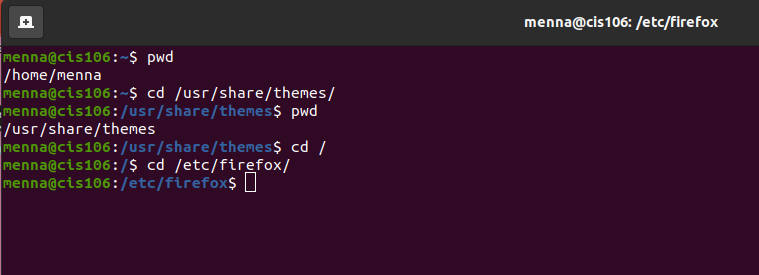 menna@cis106: /etc/firefox
menna@cis106:~$ pwd
/home/menna
menna@cis106:~$ cd /usr/share/themes/
menna@cis106:/usr/share/themes$ pwd
/usr/share/themes
menna@cis106:/usr/share/themes$ cd /
menna@cis106:/$ cd /etc/firefox/
menna@cis106:/etc/firefox$